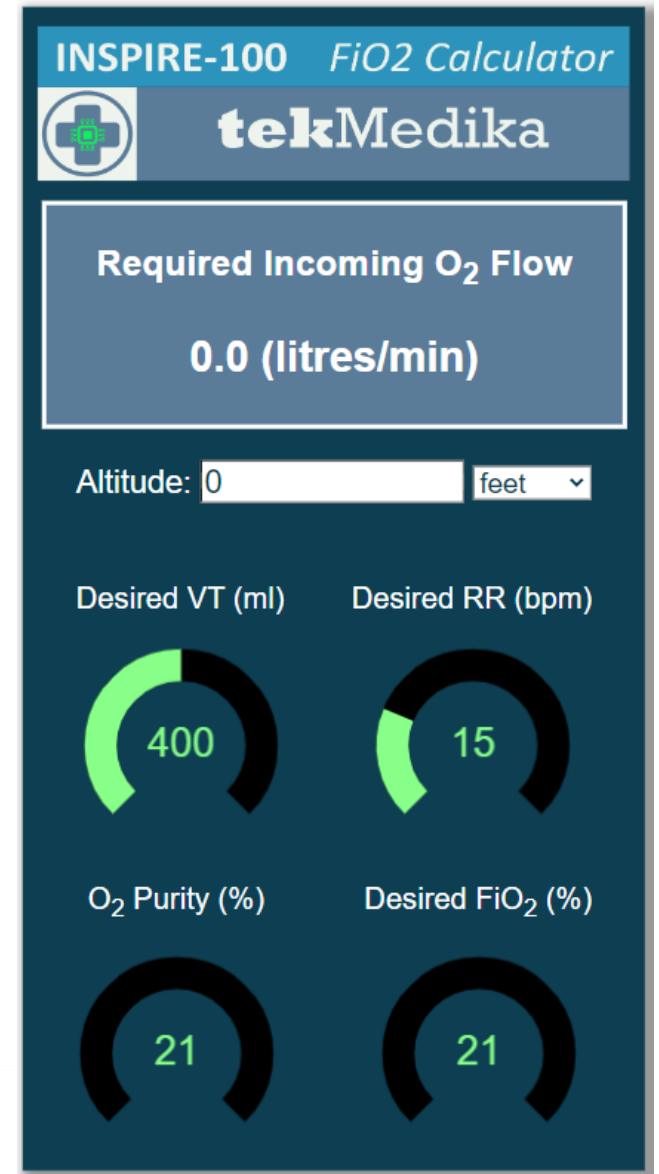 INSPIRE-100 FiO2 Calculator
tekMedika
Required Incoming O₂ Flow
0.0 (litres/min)
Altitude: 0 feet
Desired VT (ml) Desired RR (bpm)
400 15
O₂ Purity (%) Desired FiO₂ (%)
21 21